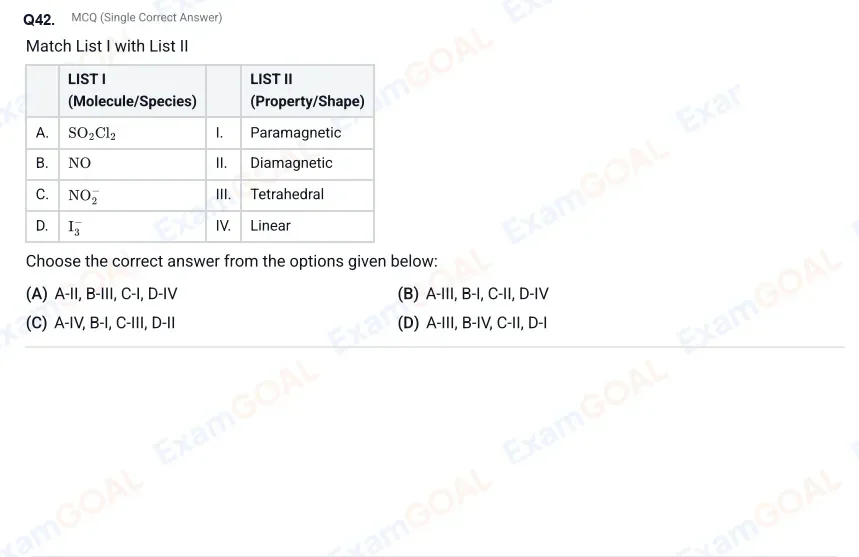 Q42. MCQ (Single Correct Answer)
Match List I with List II
LIST I LIST II
(Molecule/Species) (Property/Shape)
A. SO₂Cl₂ I. Paramagnetic
B. NO II. Diamagnetic
C. NO₂⁻ III. Tetrahedral
D. I₃⁻ IV. Linear
Choose the correct answer from the options given below:
(A) A-II, B-III, C-I, D-IV (B) A-III, B-I, C-II, D-IV
(C) A-IV, B-I, C-III, D-II (D) A-III, B-IV, C-II, D-I
ExamGOAL